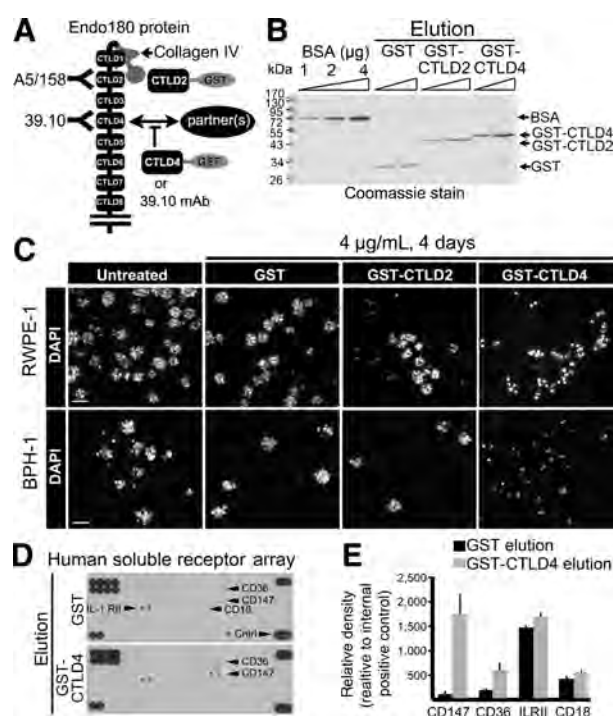 A
Endo180 protein
CTLD1
Collagen IV
A5/158
CTLD2
CTLD2
GST
CTLD3
39.10
CTLD4
partner(s)
CTLD5
CTLD6
CTLD4
GST
CTLD7
or
CTLD8
39.10 mAb
B
Elution
BSA (µg)
GST
GST-CTLD2
GST-CTLD4
kDa
1 2 4
170
130
95
72
55
43
34
26
BSA
GST-CTLD4
GST-CTLD2
GST
Coomassie stain
C
4 µg/mL, 4 days
Untreated
GST
GST-CTLD2
GST-CTLD4
RWPE-1
DAPI
BPH-1
DAPI
D
Human soluble receptor array
Elution
GST
CD36
CD147
IL-1 RII
CD18
Cntrl
GST-CTLD4
CD36
CD147
E
GST elution
GST-CTLD4 elution
Relative density
(realtive to internal
positive control)
2,500
2,000
1,500
1,000
500
CD147
CD36
ILRII
CD18